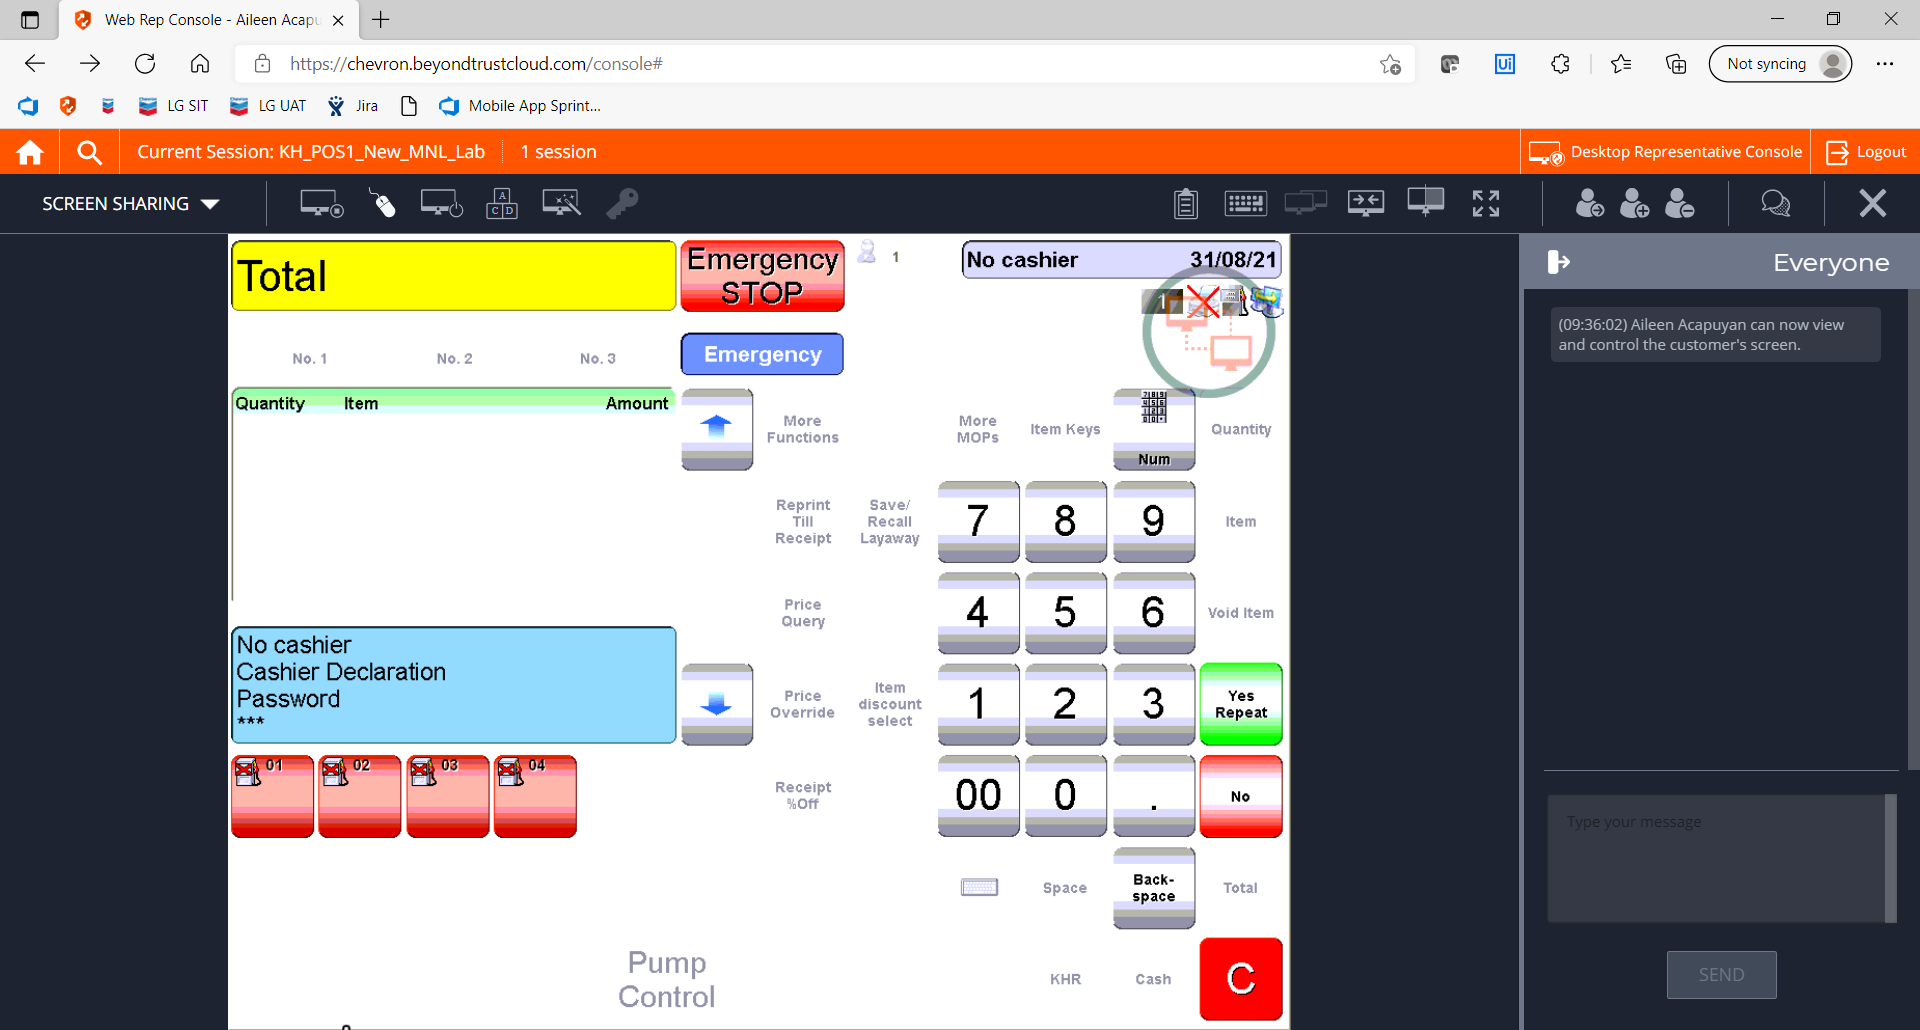 Web Rep Console - Aileen Acapu
https://chevron.beyondtrustcloud.com/console#
Not syncing
LG SIT
LG UAT
Jira
Mobile App Sprint...
Current Session: KH_POS1_New_MNL_Lab
1 session
Desktop Representative Console
Logout
SCREEN SHARING
Total
Emergency
STOP
1
No cashier 31/08/21
1
Everyone
(09:36:02) Aileen Acapuyan can now view
and control the customer's screen.
No. 1
No. 2
No. 3
Emergency
Quantity Item Amount
More
Functions
More
MOPs
Item Keys
Num
Quantity
Reprint
Till
Receipt
Save/
Recall
Layaway
7
8
9
Item
Price
Query
4
5
6
Void Item
No cashier
Cashier Declaration
Password
***
Price
Override
Item
discount
select
1
2
3
Yes
Repeat
01
02
03
04
Receipt
%Off
00
0
.
No
Type your message
Space
Back-
space
Total
Pump
Control
KHR
Cash
C
SEND